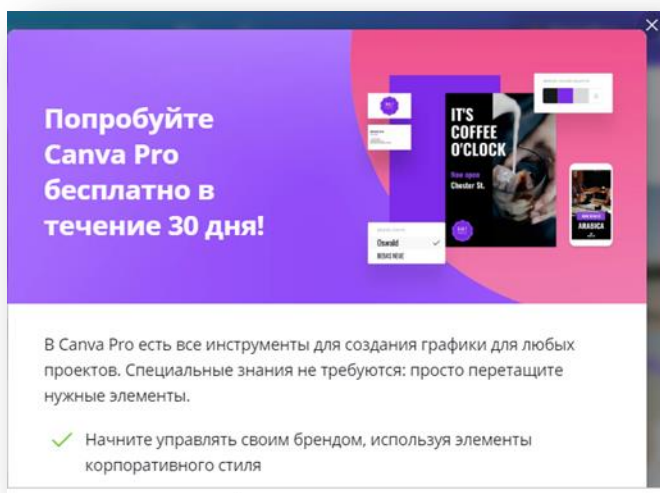 Попробуйте
Canva Pro
бесплатно в
течение 30 дня!
IT'S
COFFEE
O'CLOCK
Now open
Chester St.
Oswald
BEBAS NEUE
ARABICA
В Canva Pro есть все инструменты для создания графики для любых
проектов. Специальные знания не требуются: просто перетащите
нужные элементы.
Начните управлять своим брендом, используя элементы
корпоративного стиля